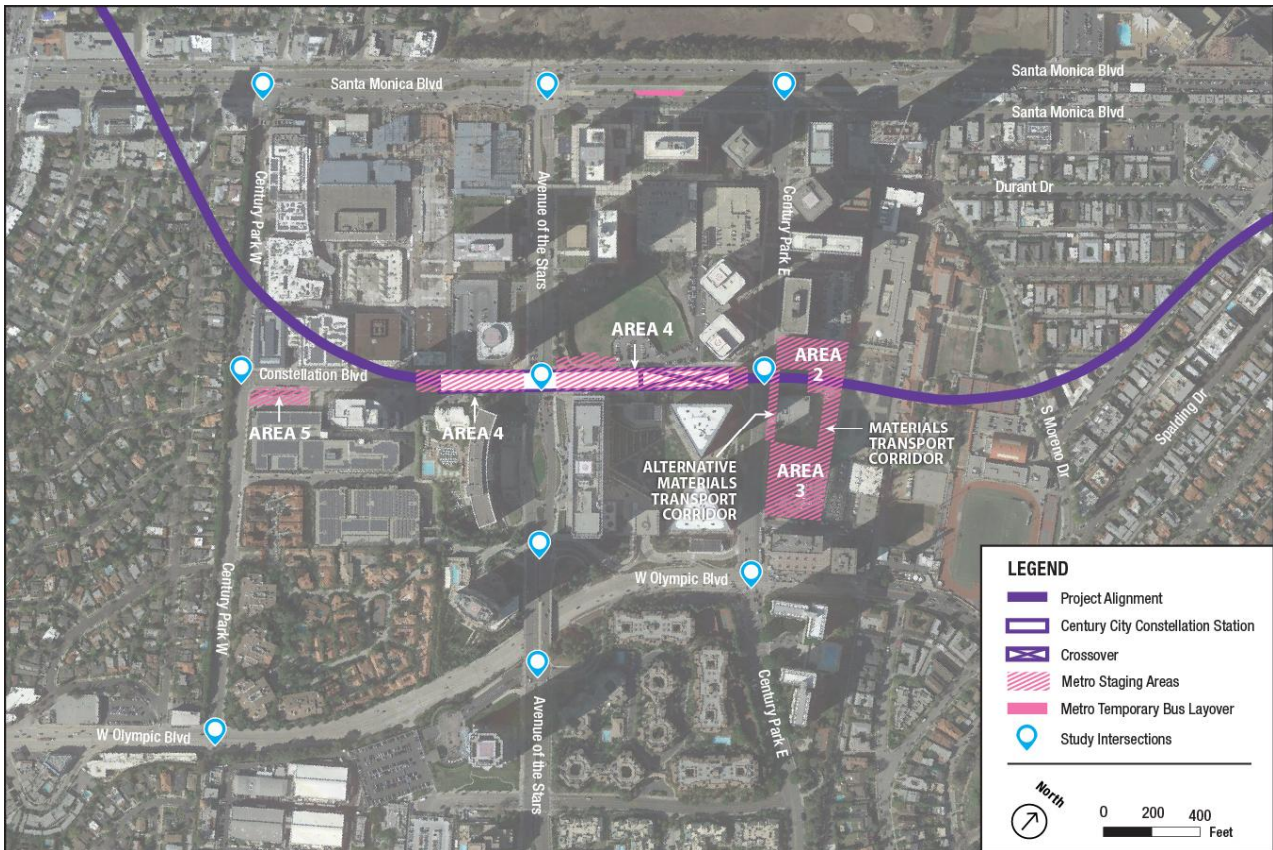 Santa Monica Blvd
Santa Monica Blvd
Santa Monica Blvd
Durant Dr
Century Park W
Avenue of the Stars
Century Park E
AREA 4
AREA
2
Constellation Blvd
AREA 5
AREA 4
MATERIALS
TRANSPORT
CORRIDOR
ALTERNATIVE
MATERIALS
TRANSPORT
CORRIDOR
AREA
3
S Moreno Dr
Spalding Dr
W Olympic Blvd
Century Park W
W Olympic Blvd
Avenue of the Stars
Century Park E
LEGEND
Project Alignment
Century City Constellation Station
Crossover
Metro Staging Areas
Metro Temporary Bus Layover
Study Intersections
North
0 200 400
Feet